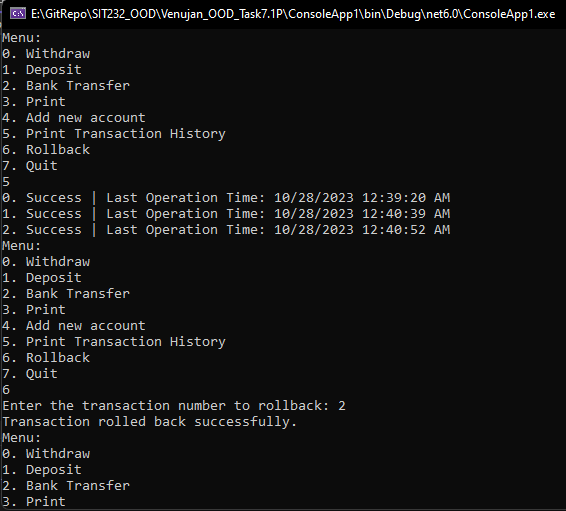 E:\GitRepo\SIT232_OOD\Venujan_OOD_Task7.1P\ConsoleApp1\bin\Debug\net6.0\ConsoleApp1.exe
Menu:
0. Withdraw
1. Deposit
2. Bank Transfer
3. Print
4. Add new account
5. Print Transaction History
6. Rollback
7. Quit
5
0. Success | Last Operation Time: 10/28/2023 12:39:20 AM
1. Success | Last Operation Time: 10/28/2023 12:40:39 AM
2. Success | Last Operation Time: 10/28/2023 12:40:52 AM
Menu:
0. Withdraw
1. Deposit
2. Bank Transfer
3. Print
4. Add new account
5. Print Transaction History
6. Rollback
7. Quit
6
Enter the transaction number to rollback: 2
Transaction rolled back successfully.
Menu:
0. Withdraw
1. Deposit
2. Bank Transfer
3. Print